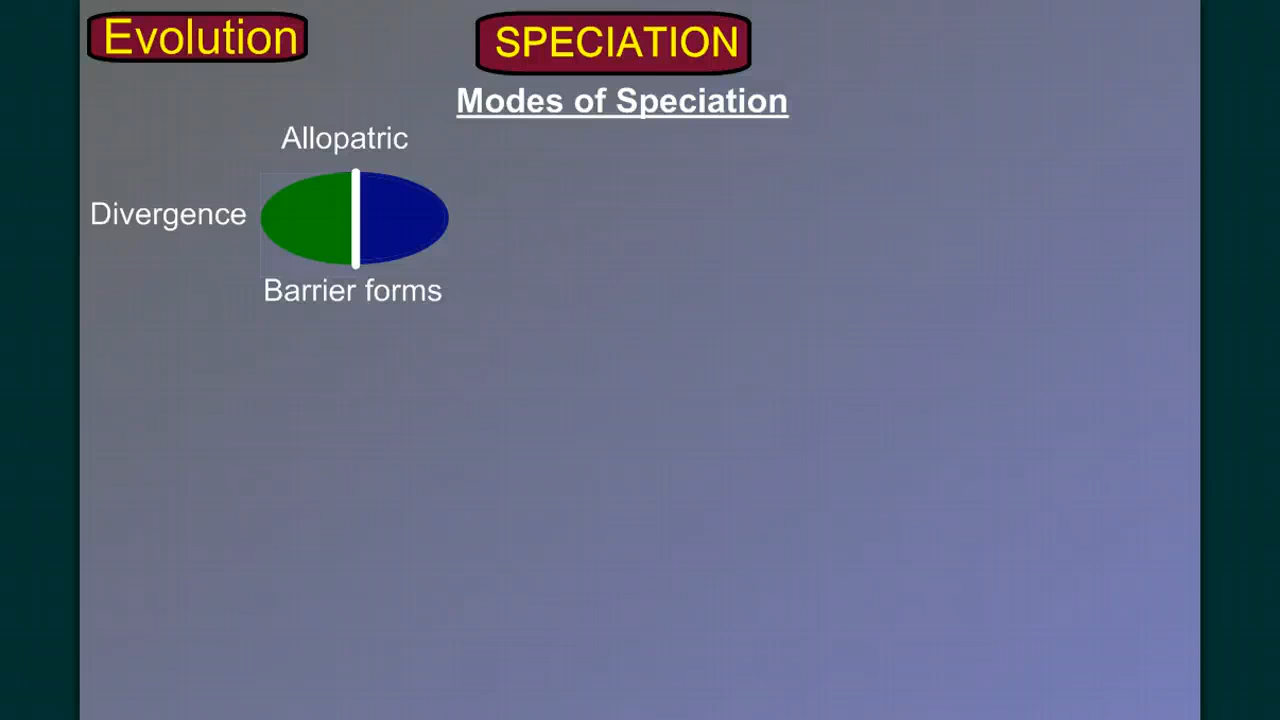 Evolution
SPECIATION
Modes of Speciation
Allopatric
Divergence
Barrier forms